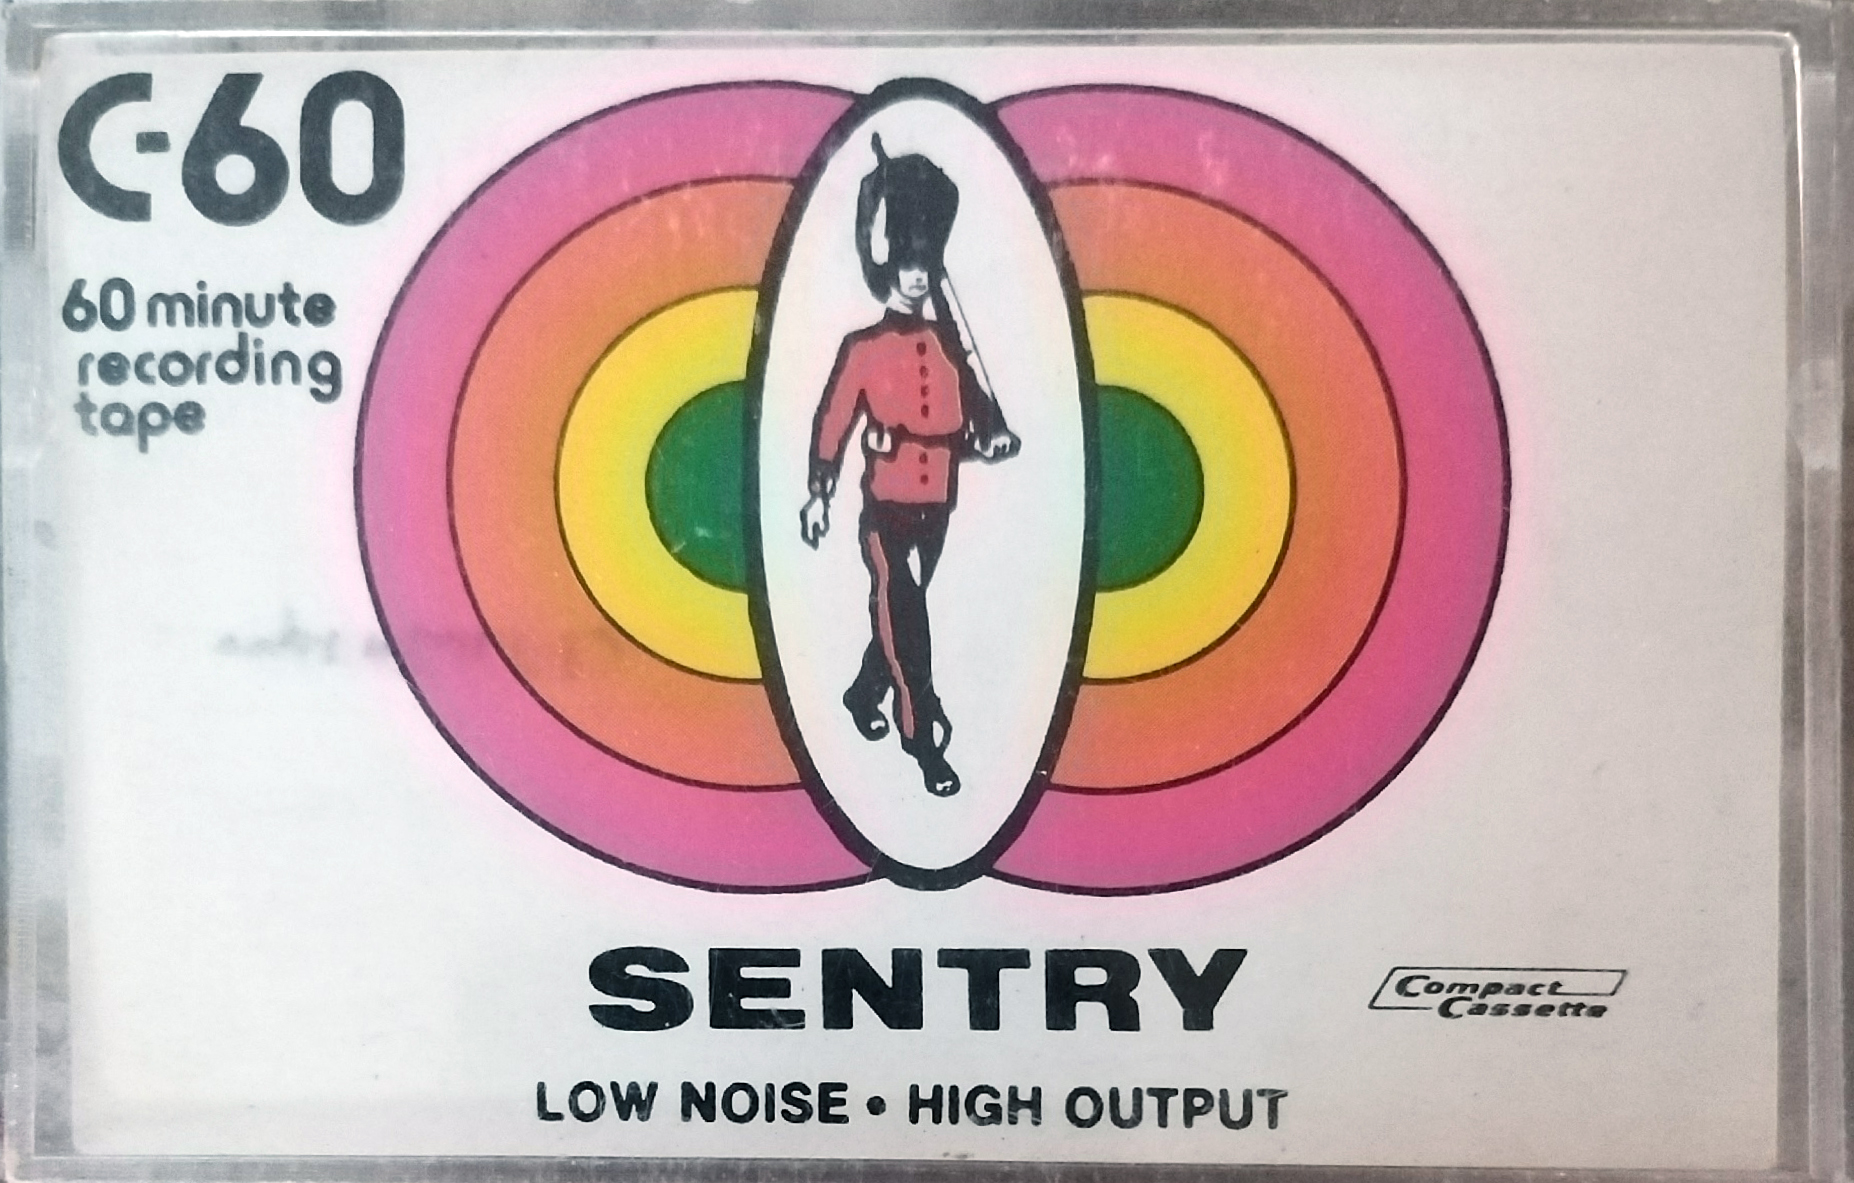 C-60
60 minute
recording
tape
SENTRY
Compact
Cassette
LOW NOISE • HIGH OUTPUT